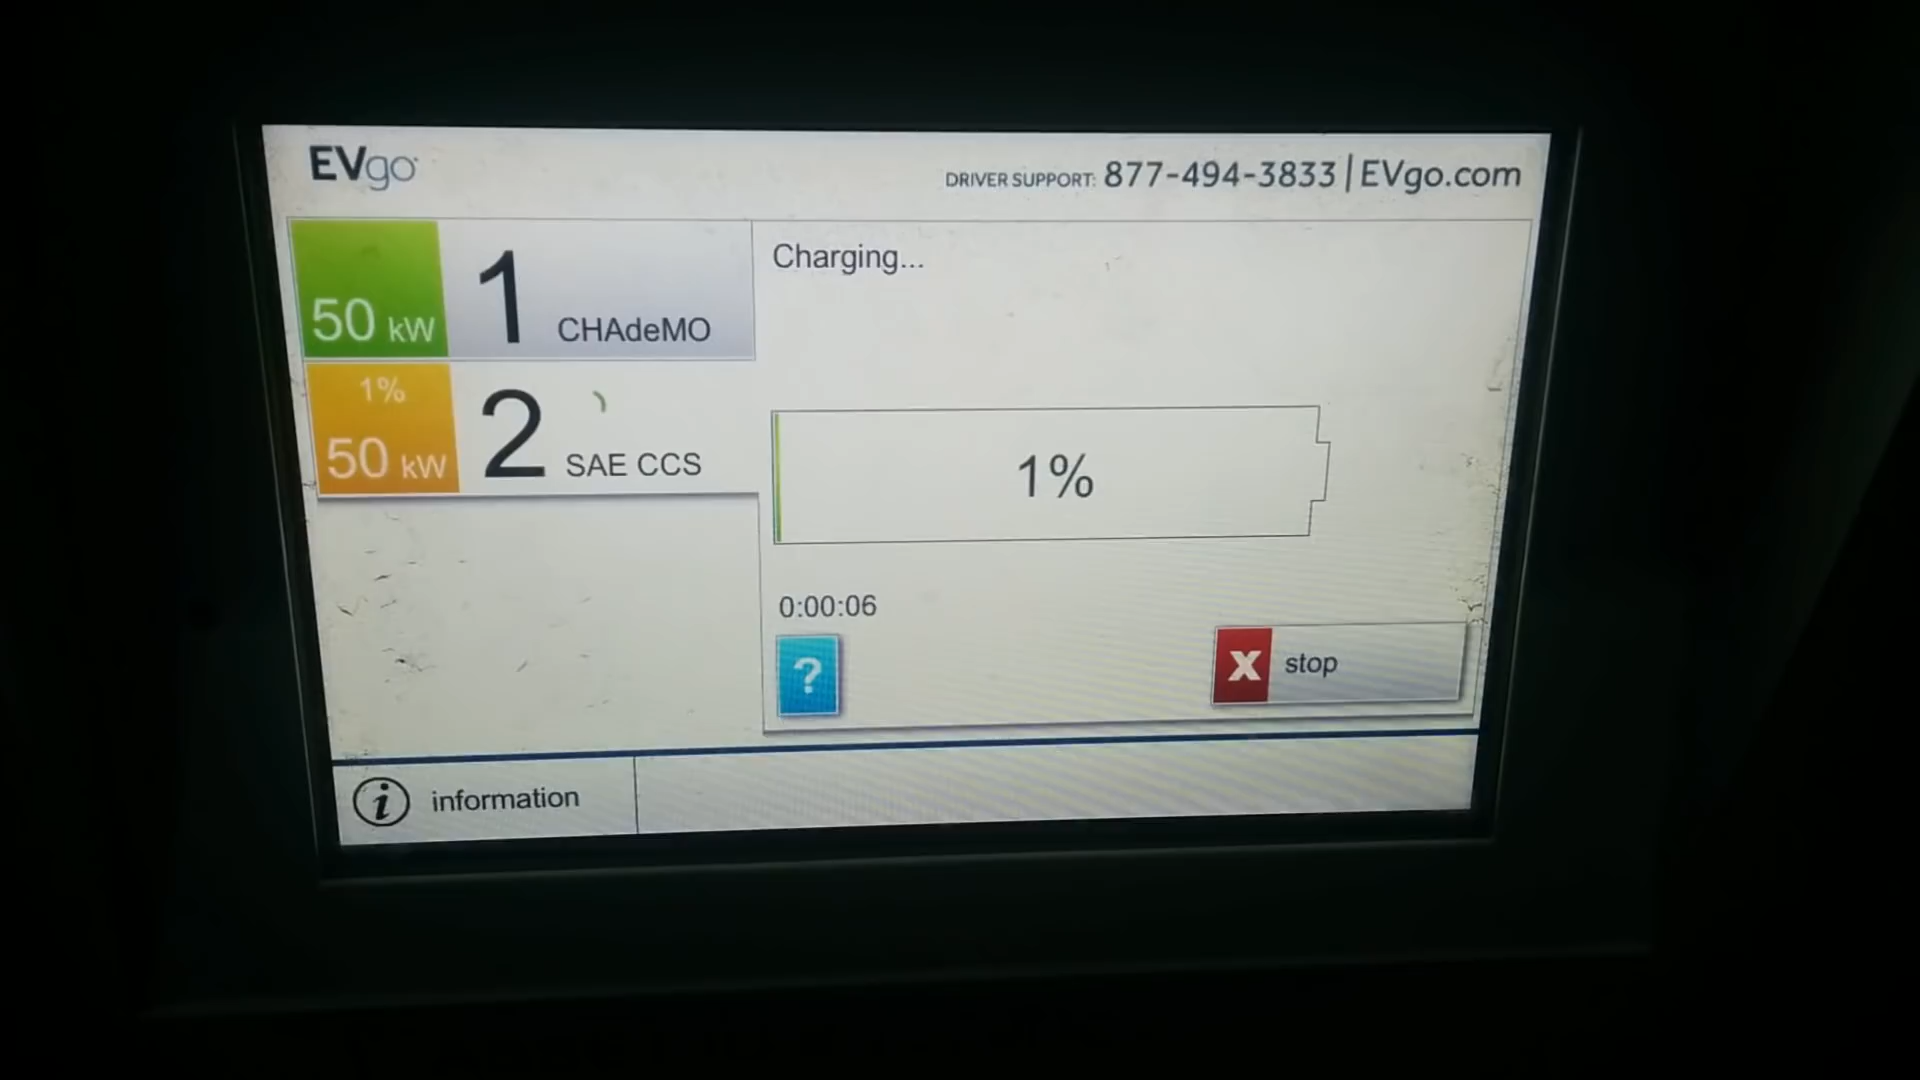 EVgo
DRIVER SUPPORT: 877-494-3833 | EVgo.com
50 kW 1 CHAdeMO
1%
50 kW 2 SAE CCS
Charging...
1%
0:00:06
?
X stop
i information